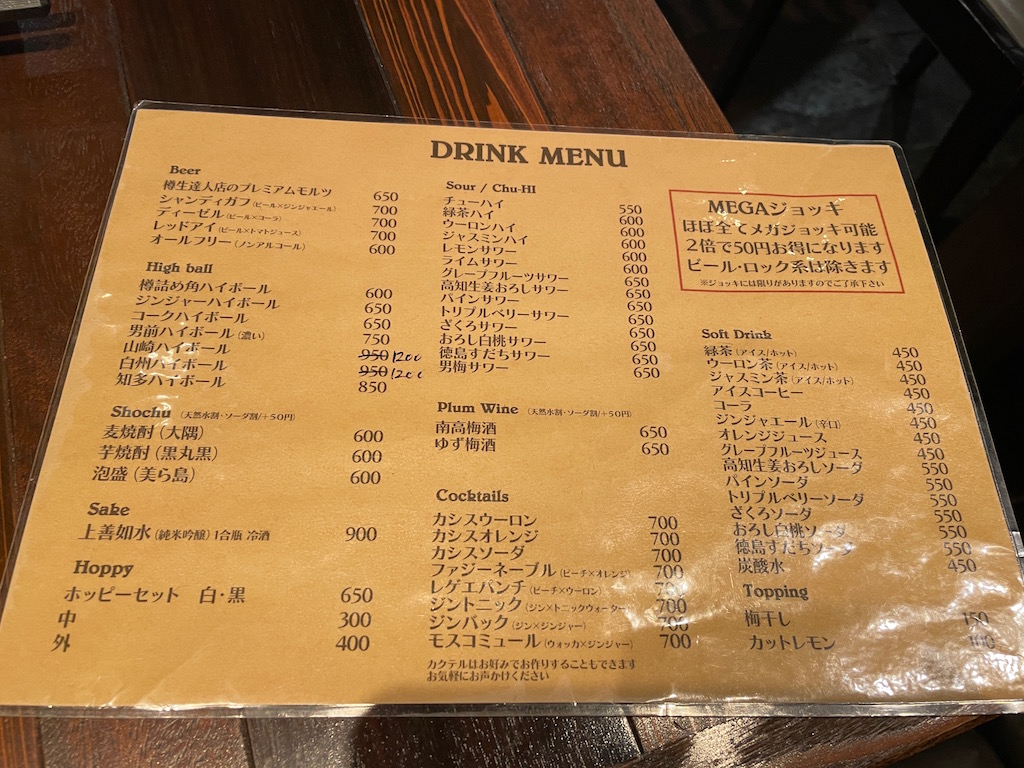 DRINK MENU
Beer
樽生達人店のプレミアムモルツ 650
シャンディガフ(ビール×ジンジャエール) 700
ディーゼル(ビール×コーラ) 700
レッドアイ(ビール×トマトジュース) 700
オールフリー(ノンアルコール) 600
High ball
樽詰め角ハイボール 600
ジンジャーハイボール 650
コークハイボール 650
男前ハイボール(濃い) 750
山崎ハイボール 950 1200
白州ハイボール 950 1200
知多ハイボール 850
Shochu (天然水割・ソーダ割/+50円)
麦焼酎(大隅) 600
芋焼酎(黒丸黒) 600
泡盛(美ら島) 600
Sake
上善如水(純米吟醸)1合瓶 冷酒 900
Hoppy
ホッピーセット 白・黒 650
中 300
外 400
Sour / Chu-HI
チューハイ 550
緑茶ハイ 600
ウーロンハイ 600
ジャスミンハイ 600
レモンサワー 600
ライムサワー 600
グレープフルーツサワー 650
高知生姜おろしサワー 650
パインサワー 650
トリプルベリーサワー 650
ざくろサワー 650
おろし白桃サワー 650
徳島すだちサワー 650
男梅サワー 650
Plum Wine (天然水割・ソーダ割/+50円)
南高梅酒 650
ゆず梅酒 650
Cocktails
カシスウーロン 700
カシスオレンジ 700
カシスソーダ 700
ファジーネーブル(ピーチ×オレンジ) 700
レゲエパンチ(ピーチ×ウーロン) 700
ジントニック(ジン×トニックウォーター) 700
ジンバック(ジン×ジンジャー) 700
モスコミュール(ウォッカ×ジンジャー) 700
カクテルはお好みでお作りすることもできます
お気軽にお声かけください
MEGAジョッキ
ほぼ全てメガジョッキ可能
2倍で50円お得になります
ビール・ロック系は除きます
※ジョッキには限りがありますのでご了承下さい
Soft Drink
緑茶(アイス/ホット) 450
ウーロン茶(アイス/ホット) 450
ジャスミン茶(アイス/ホット) 450
アイスコーヒー 450
コーラ 450
ジンジャエール(辛口) 450
オレンジジュース 450
グレープフルーツジュース 450
高知生姜おろしソーダ 550
パインソーダ 550
トリプルベリーソーダ 550
ざくろソーダ 550
おろし白桃ソーダ 550
徳島すだちソーダ 550
炭酸水 450
Topping
梅干し 150
カットレモン 100